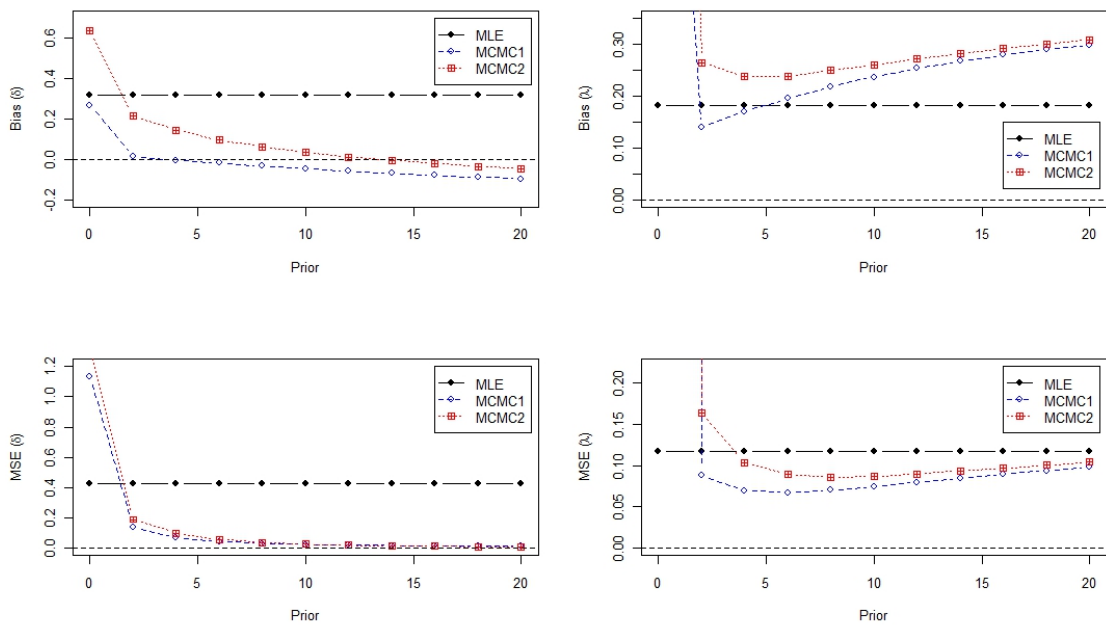 Bias (δ)
0.6
0.4
0.2
0.0
-0.2
MLE
MCMC1
MCMC2
0 5 10 15 20
Prior
Bias (λ)
0.30
0.20
0.10
0.00
MLE
MCMC1
MCMC2
0 5 10 15 20
Prior
MSE (δ)
1.2
1.0
0.8
0.6
0.4
0.2
0.0
MLE
MCMC1
MCMC2
0 5 10 15 20
Prior
MSE (λ)
0.20
0.15
0.10
0.05
0.00
MLE
MCMC1
MCMC2
0 5 10 15 20
Prior